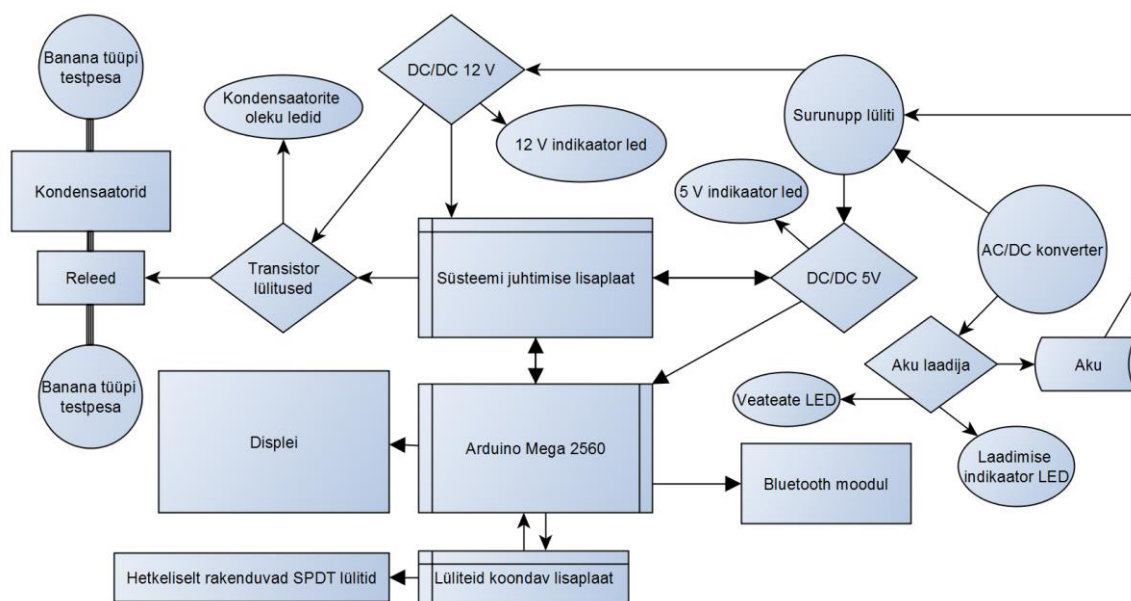 Banana tüüpi
testpesa
DC/DC 12 V
Kondensaatorite
oleku ledid
Surunupp lüliti
12 V indikaator led
Kondensaatorid
5 V indikaator led
AC/DC konverter
Releed
Transistor
lülitused
Süsteemi juhtimise lisaplaat
DC/DC 5V
Banana tüüpi
testpesa
Aku laadija
Aku
Veateate LED
Displei
Arduino Mega 2560
Laadimise
indikaator LED
Bluetooth moodul
Hetkeliselt rakenduvad SPDT lülitid
Lüliteid koondav lisaplaat